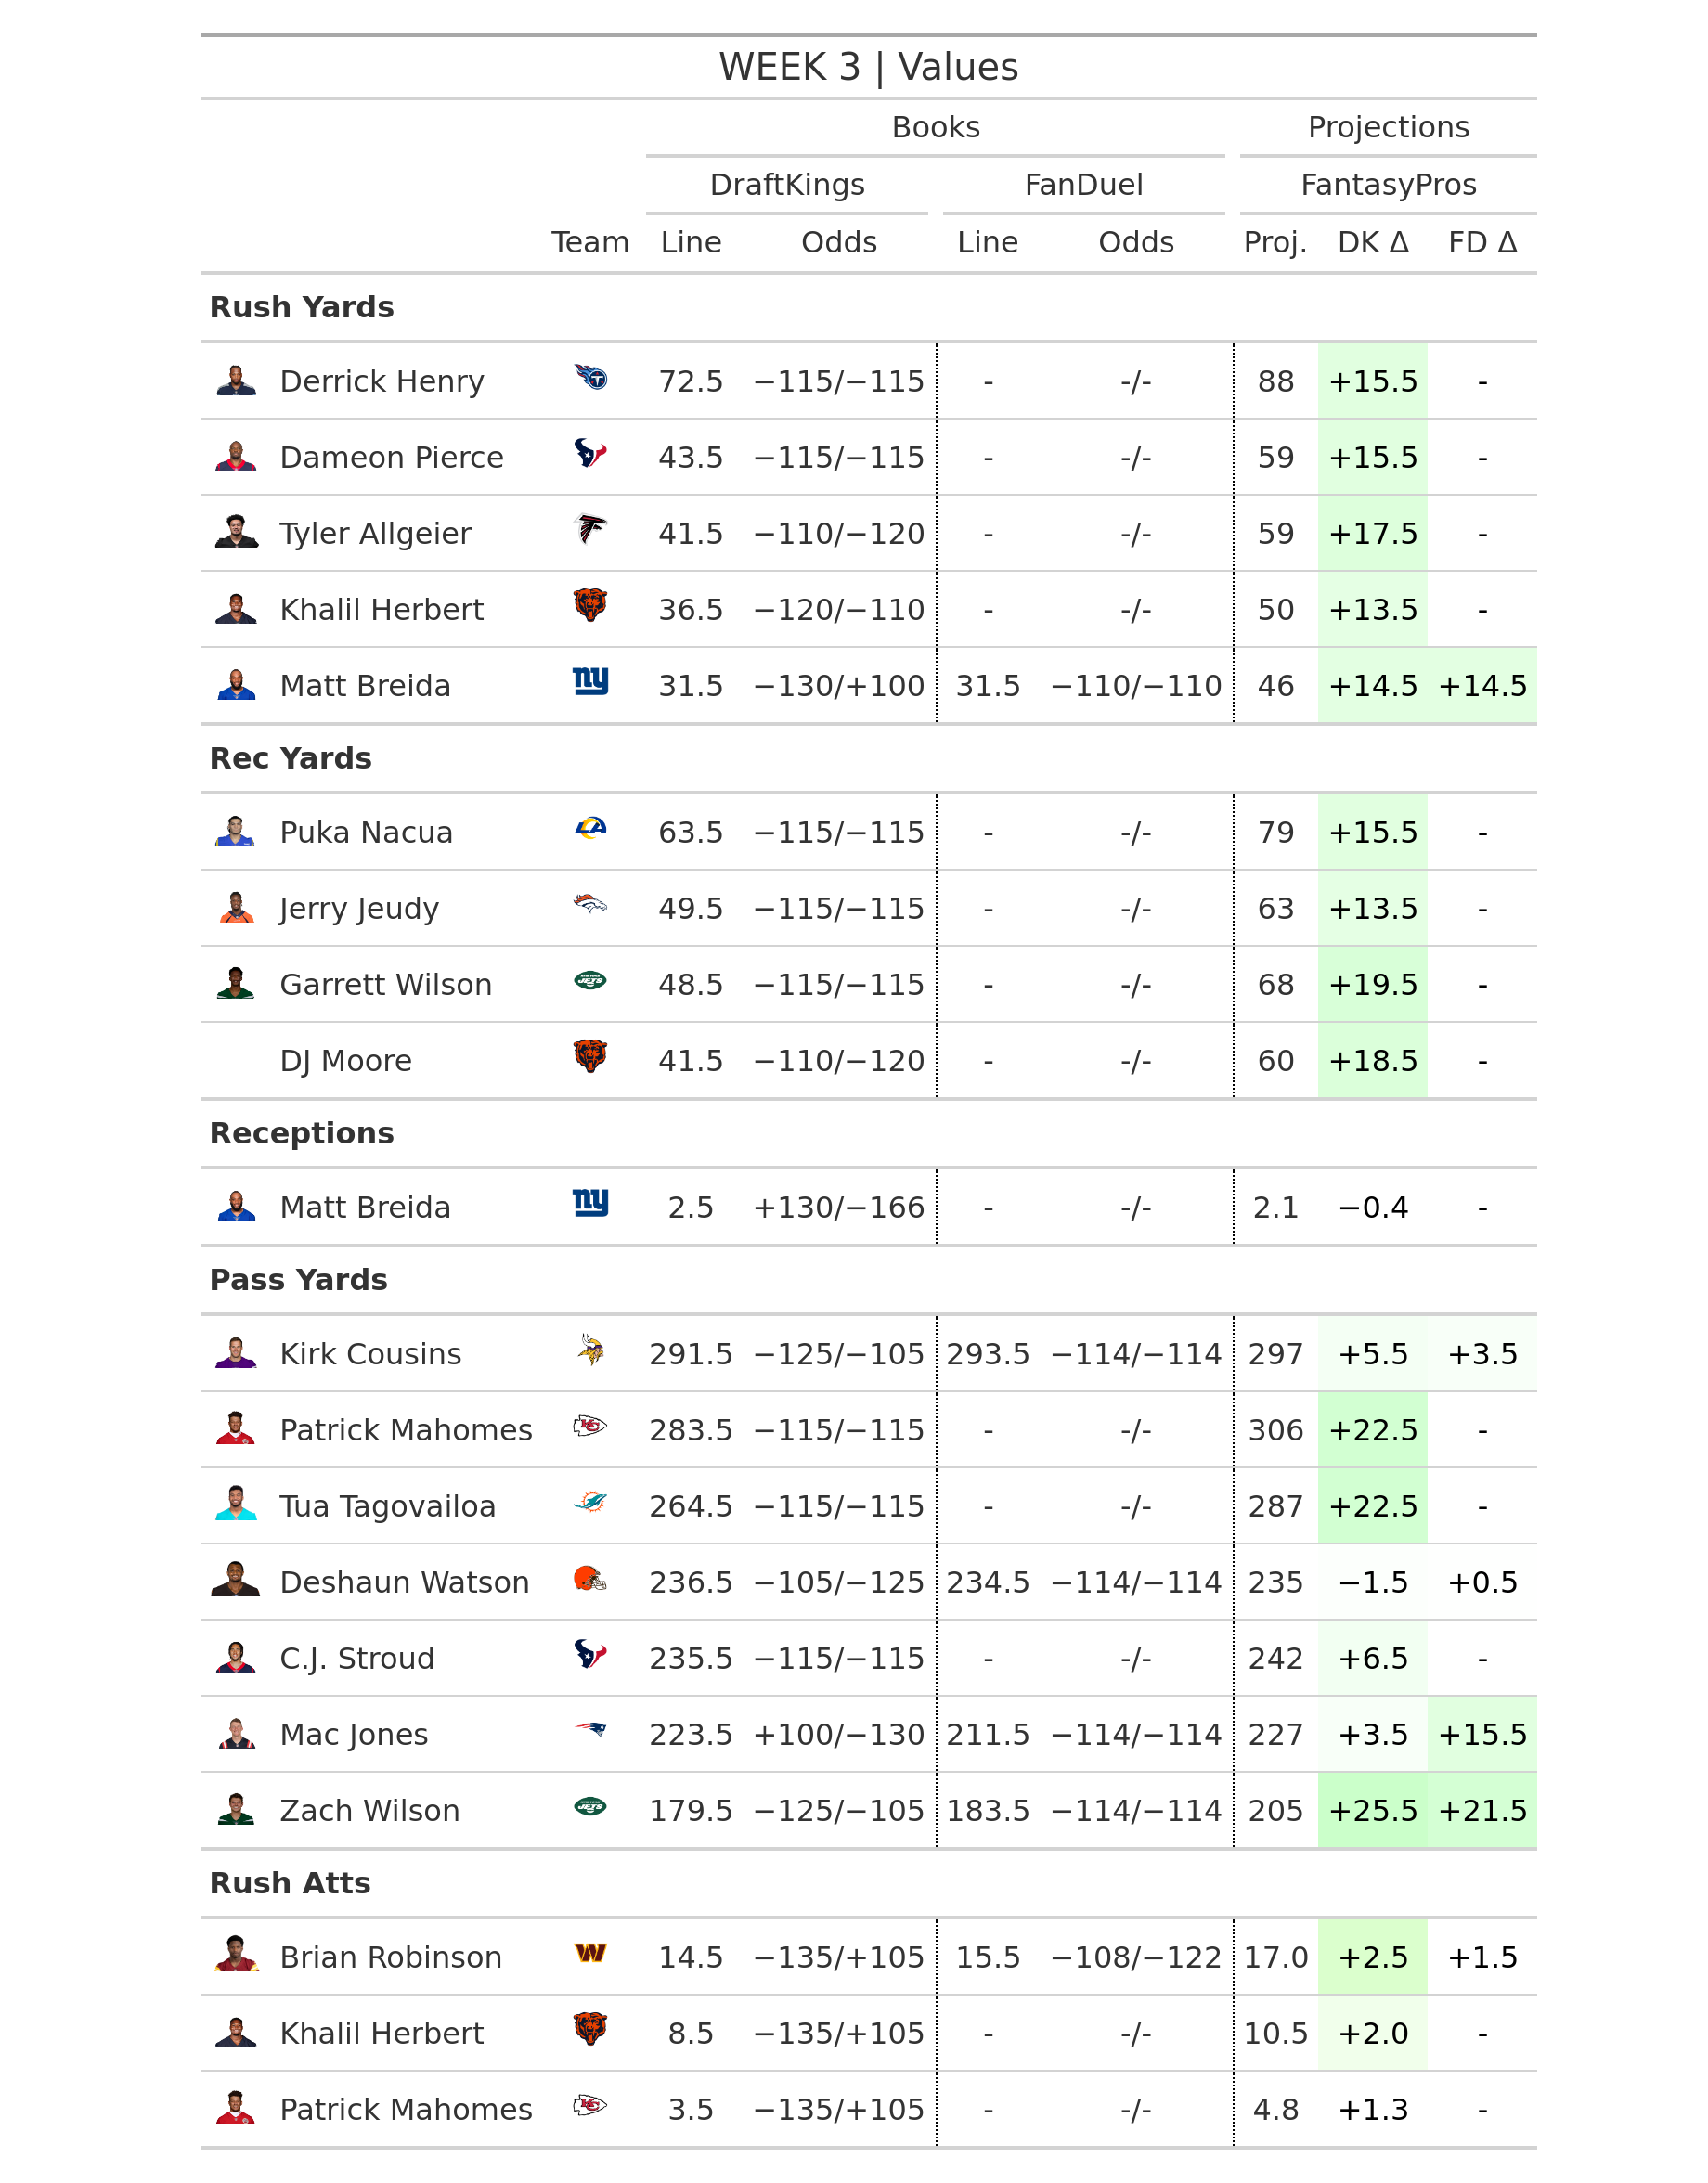 WEEK 3 | Values
Books Projections
DraftKings FanDuel FantasyPros
Team Line Odds Line Odds Proj. DK Δ FD Δ
Rush Yards
Derrick Henry 72.5 −115/−115 - -/- 88 +15.5 -
Dameon Pierce 43.5 −115/−115 - -/- 59 +15.5 -
Tyler Allgeier 41.5 −110/−120 - -/- 59 +17.5 -
Khalil Herbert 36.5 −120/−110 - -/- 50 +13.5 -
Matt Breida ny 31.5 −130/+100 31.5 −110/−110 46 +14.5 +14.5
Rec Yards
Puka Nacua LA 63.5 −115/−115 - -/- 79 +15.5 -
Jerry Jeudy 49.5 −115/−115 - -/- 63 +13.5 -
Garrett Wilson JETS 48.5 −115/−115 - -/- 68 +19.5 -
DJ Moore 41.5 −110/−120 - -/- 60 +18.5 -
Receptions
Matt Breida ny 2.5 +130/−166 - -/- 2.1 −0.4 -
Pass Yards
Kirk Cousins 291.5 −125/−105 293.5 −114/−114 297 +5.5 +3.5
Patrick Mahomes KC 283.5 −115/−115 - -/- 306 +22.5 -
Tua Tagovailoa 264.5 −115/−115 - -/- 287 +22.5 -
Deshaun Watson 236.5 −105/−125 234.5 −114/−114 235 −1.5 +0.5
C.J. Stroud 235.5 −115/−115 - -/- 242 +6.5 -
Mac Jones 223.5 +100/−130 211.5 −114/−114 227 +3.5 +15.5
Zach Wilson JETS 179.5 −125/−105 183.5 −114/−114 205 +25.5 +21.5
Rush Atts
Brian Robinson W 14.5 −135/+105 15.5 −108/−122 17.0 +2.5 +1.5
Khalil Herbert 8.5 −135/+105 - -/- 10.5 +2.0 -
Patrick Mahomes KC 3.5 −135/+105 - -/- 4.8 +1.3 -